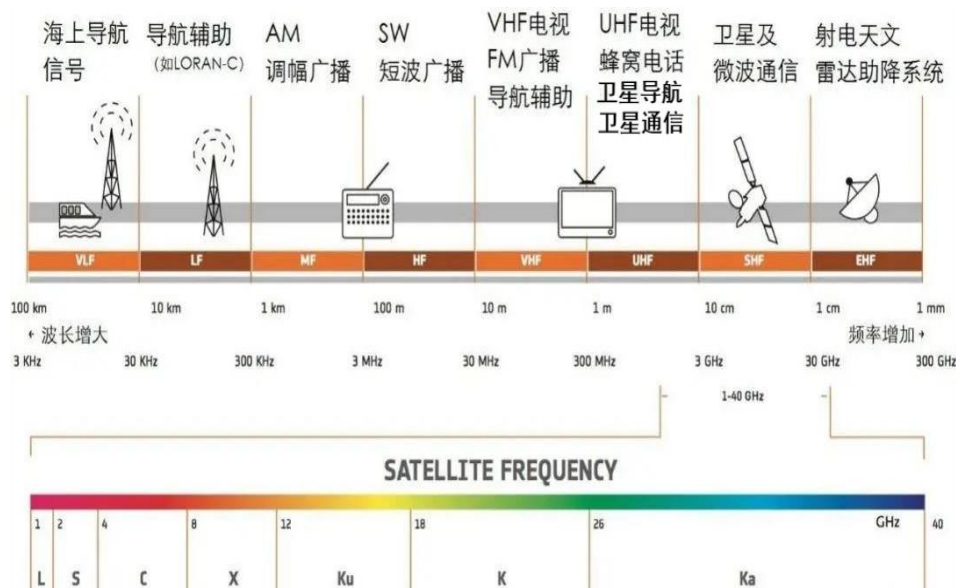 海上导航
信号
导航辅助
(如LORAN-C)
AM
调幅广播
SW
短波广播
VHF电视
FM广播
导航辅助
UHF电视
蜂窝电话
卫星导航
卫星通信
卫星及
微波通信
射电天文
雷达助降系统
VLF LF MF HF VHF UHF SHF EHF
100 km 10 km 1 km 100 m 10 m 1 m 10 cm 1 cm 1 mm
← 波长增大 频率增加 →
3 KHz 30 KHz 300 KHz 3 MHz 30 MHz 300 MHz 3 GHz 30 GHz 300 GHz
1-40 GHz
SATELLITE FREQUENCY
1 2 4 8 12 18 26 GHz 40
L S C X Ku K Ka